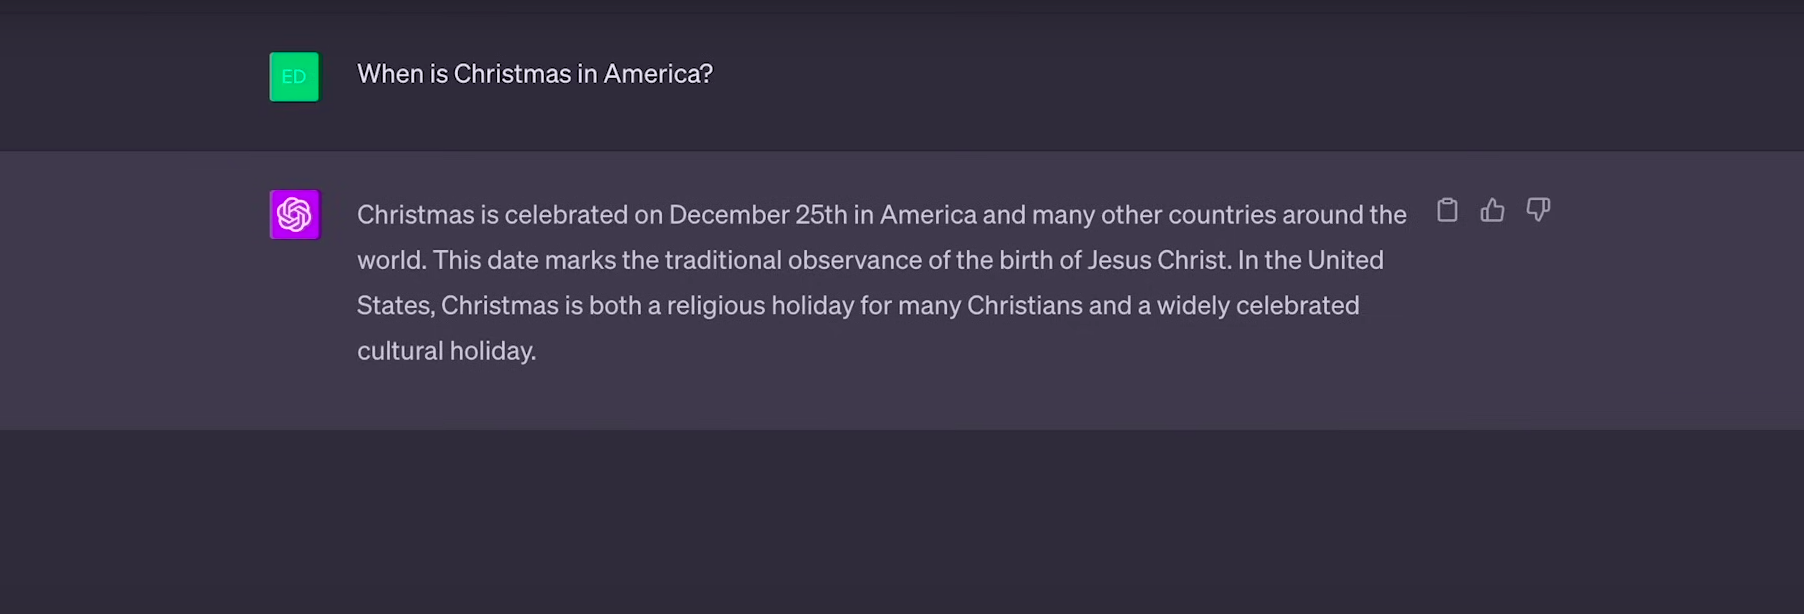 ED
When is Christmas in America?
Christmas is celebrated on December 25th in America and many other countries around the
world. This date marks the traditional observance of the birth of Jesus Christ. In the United
States, Christmas is both a religious holiday for many Christians and a widely celebrated
cultural holiday.